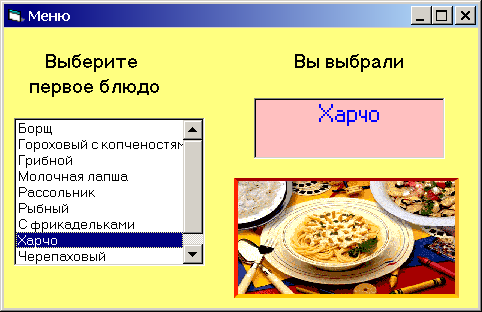 Меню
Выберите
первое блюдо
Вы выбрали
Харчо
Борщ
Гороховый с копченостям
Грибной
Молочная лапша
Рассольник
Рыбный
С фрикадельками
Харчо
Черепаховый